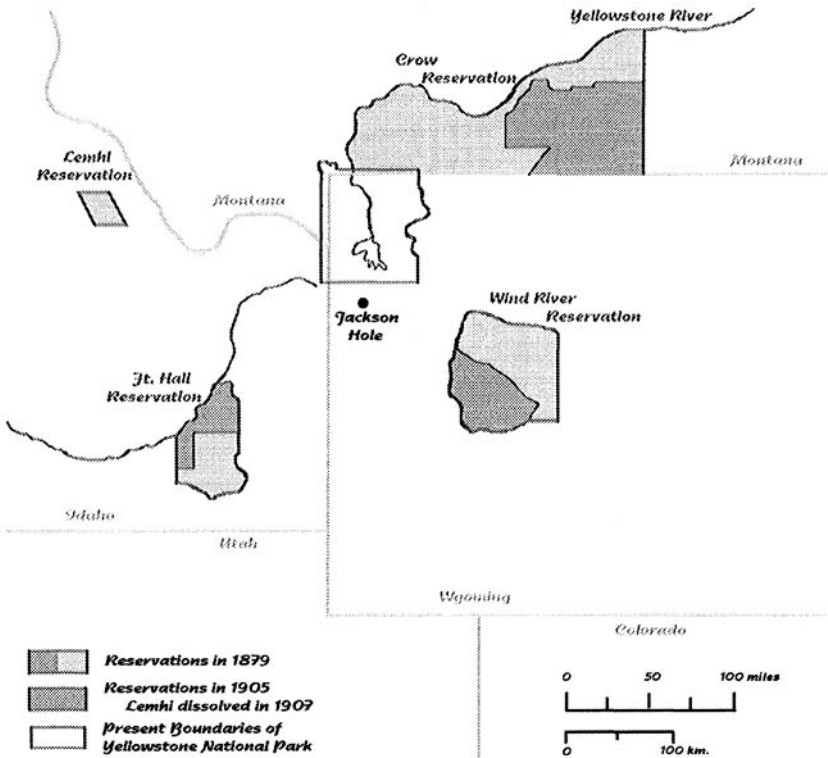 Yellowstone River
Crow
Reservation
Lemhi
Reservation
Montana
Montana
Wind River
Reservation
Jackson
Hole
Ft. Hall
Reservation
Idaho
Utah
Wyoming
Colorado
Reservations in 1879
Reservations in 1905
Lemhi dissolved in 1907
Present Boundaries of
Yellowstone National Park
0 50 100 miles
0 100 km.